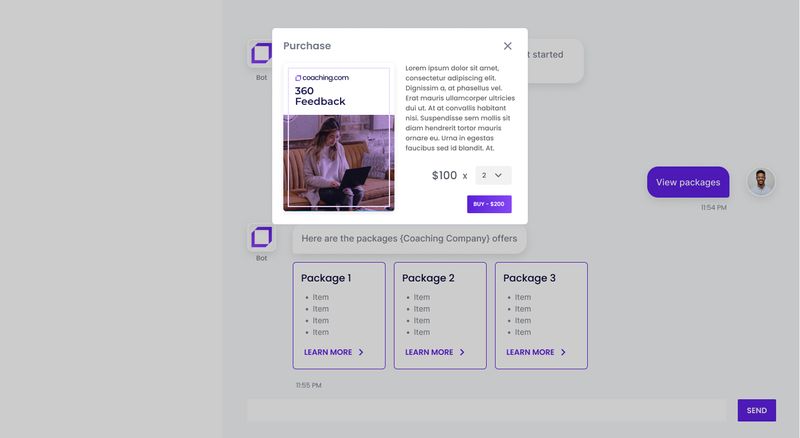 Purchase
coaching.com
360
Feedback
Lorem ipsum dolor sit amet,
consectetur adipiscing elit.
Dignissim a, at phasellus vel.
Erat mauris ullamcorper ultricies
dui ut. At at convallis habitant
nisi. Suspendisse sem mollis sit
diam hendrerit tortor mauris
ornare eu. Urna in egestas
faucibus sed id blandit. At.
$100 x 2
BUY - $200
t started
Bot
View packages
11:54 PM
Here are the packages {Coaching Company} offers
Bot
Package 1
• Item
• Item
• Item
• Item
LEARN MORE
Package 2
• Item
• Item
• Item
• Item
LEARN MORE
Package 3
• Item
• Item
• Item
• Item
LEARN MORE
11:55 PM
SEND